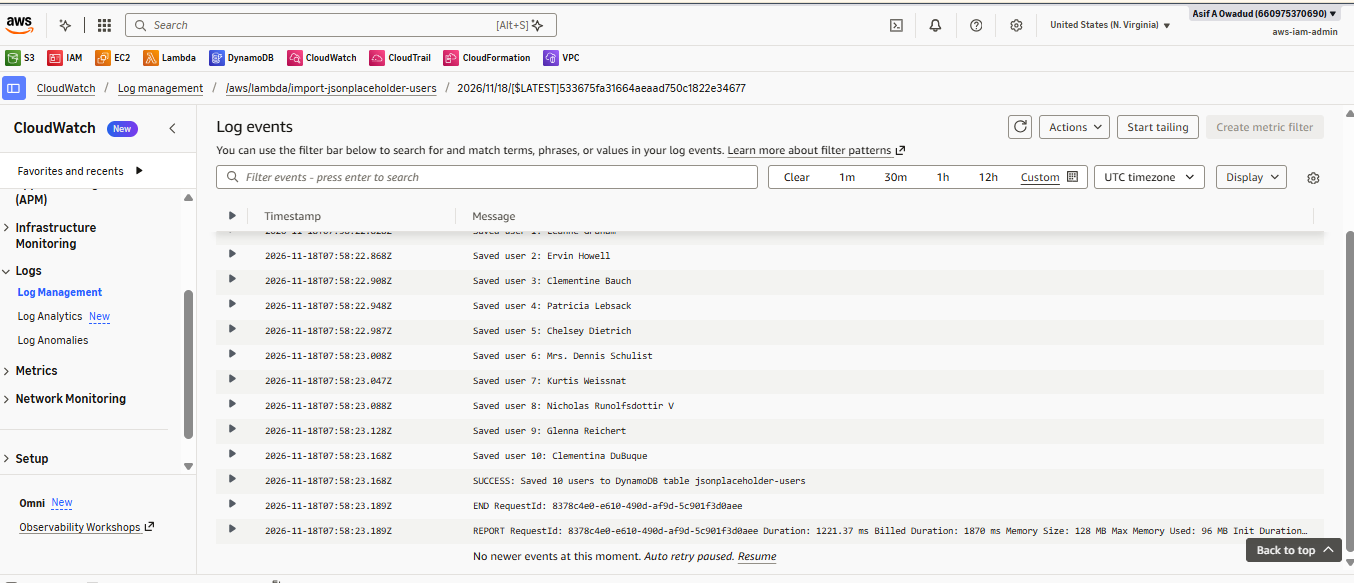 aws
Search [Alt+S]
United States (N. Virginia)
Asif A Owadud (660975370690)
aws-iam-admin
S3 IAM EC2 Lambda DynamoDB CloudWatch CloudTrail CloudFormation VPC
CloudWatch / Log management / /aws/lambda/import-jsonplaceholder-users / 2026/11/18/[$LATEST]533675fa31664aeaad750c1822e34677
CloudWatch New
Favorites and recents
(APM)
Infrastructure
Monitoring
Logs
Log Management
Log Analytics New
Log Anomalies
Metrics
Network Monitoring
Setup
Omni New
Observability Workshops
Log events
Actions Start tailing Create metric filter
You can use the filter bar below to search for and match terms, phrases, or values in your log events. Learn more about filter patterns
Filter events - press enter to search
Clear 1m 30m 1h 12h Custom UTC timezone Display
Timestamp Message
Saved user 1: Leanne Graham
2026-11-18T07:58:22.868Z Saved user 2: Ervin Howell
2026-11-18T07:58:22.908Z Saved user 3: Clementine Bauch
2026-11-18T07:58:22.948Z Saved user 4: Patricia Lebsack
2026-11-18T07:58:22.987Z Saved user 5: Chelsey Dietrich
2026-11-18T07:58:23.008Z Saved user 6: Mrs. Dennis Schulist
2026-11-18T07:58:23.047Z Saved user 7: Kurtis Weissnat
2026-11-18T07:58:23.088Z Saved user 8: Nicholas Runolfsdottir V
2026-11-18T07:58:23.128Z Saved user 9: Glenna Reichert
2026-11-18T07:58:23.168Z Saved user 10: Clementina DuBuque
2026-11-18T07:58:23.168Z SUCCESS: Saved 10 users to DynamoDB table jsonplaceholder-users
2026-11-18T07:58:23.189Z END RequestId: 8378c4e0-e610-490d-af9d-5c901f3d0aee
2026-11-18T07:58:23.189Z REPORT RequestId: 8378c4e0-e610-490d-af9d-5c901f3d0aee Duration: 1221.37 ms Billed Duration: 1870 ms Memory Size: 128 MB Max Memory Used: 96 MB Init Duration…
No newer events at this moment. Auto retry paused. Resume
Back to top